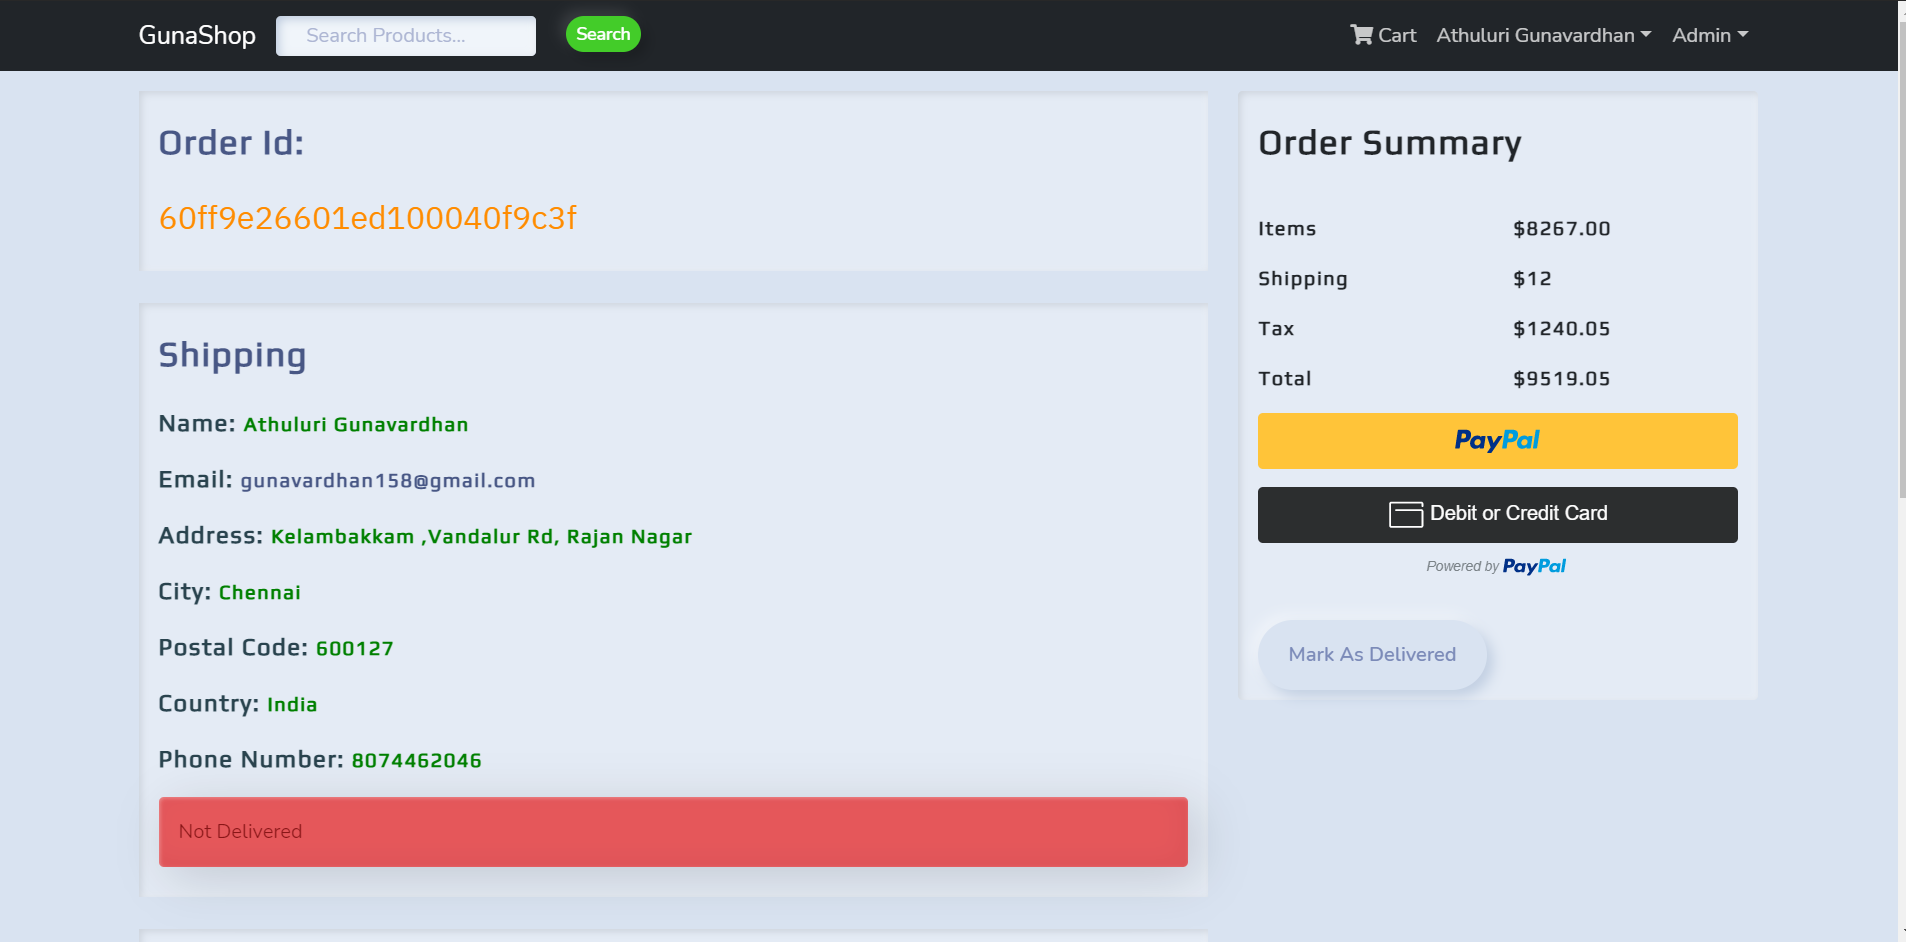 GunaShop Search Products... Search Cart Athuluri Gunavardhan Admin
Order Id:
60ff9e26601ed100040f9c3f
Shipping
Name: Athuluri Gunavardhan
Email: gunavardhan158@gmail.com
Address: Kelambakkam ,Vandalur Rd, Rajan Nagar
City: Chennai
Postal Code: 600127
Country: India
Phone Number: 8074462046
Not Delivered
Order Summary
Items $8267.00
Shipping $12
Tax $1240.05
Total $9519.05
PayPal
Debit or Credit Card
Powered by PayPal
Mark As Delivered